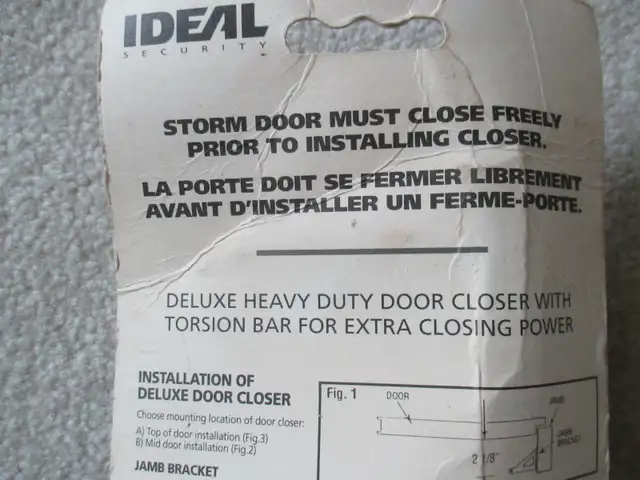 IDEAL
SECURITY
STORM DOOR MUST CLOSE FREELY
PRIOR TO INSTALLING CLOSER.
LA PORTE DOIT SE FERMER LIBREMENT
AVANT D'INSTALLER UN FERME-PORTE.
DELUXE HEAVY DUTY DOOR CLOSER WITH
TORSION BAR FOR EXTRA CLOSING POWER
INSTALLATION OF
DELUXE DOOR CLOSER
Choose mounting location of door closer:
A) Top of door installation (Fig.3)
B) Mid door installation (Fig.2)
JAMB BRACKET
Fig. 1
DOOR
JAMB
JAMB
BRACKET
2 1/8"